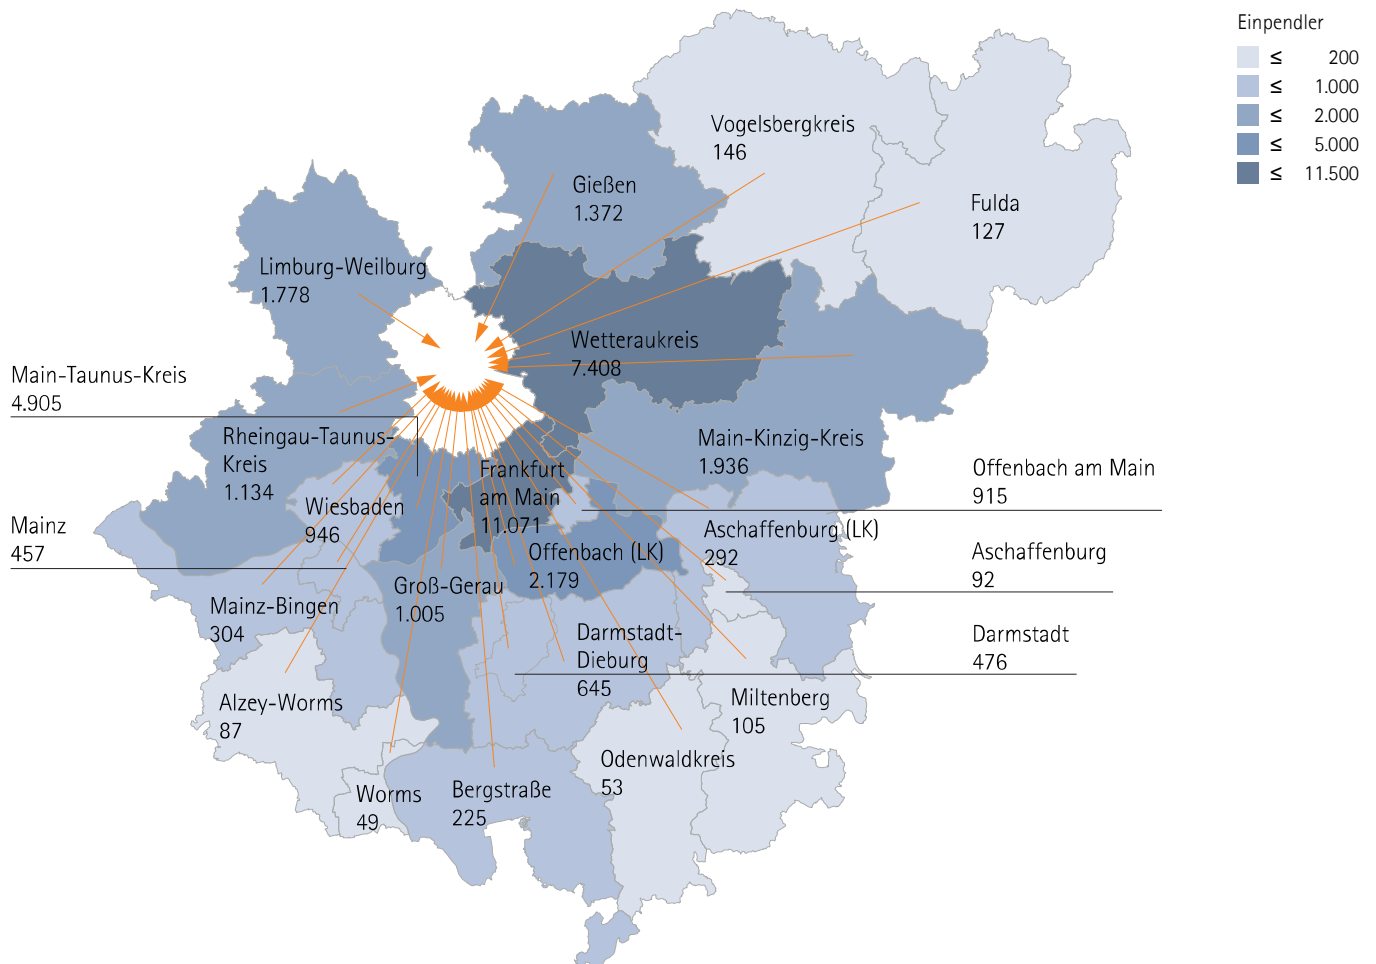 Einpendler
≤ 200
≤ 1.000
≤ 2.000
≤ 5.000
≤ 11.500
Vogelsbergkreis
146
Gießen
1.372
Fulda
127
Limburg-Weilburg
1.778
Wetteraukreis
7.408
Main-Taunus-Kreis
4.905
Rheingau-Taunus-
Kreis
1.134
Main-Kinzig-Kreis
1.936
Frankfurt
am Main
11.071
Offenbach am Main
915
Wiesbaden
946
Mainz
457
Aschaffenburg (LK)
292
Offenbach (LK)
2.179
Aschaffenburg
92
Groß-Gerau
1.005
Mainz-Bingen
304
Darmstadt-
Dieburg
645
Darmstadt
476
Alzey-Worms
87
Miltenberg
105
Odenwaldkreis
53
Worms
49
Bergstraße
225